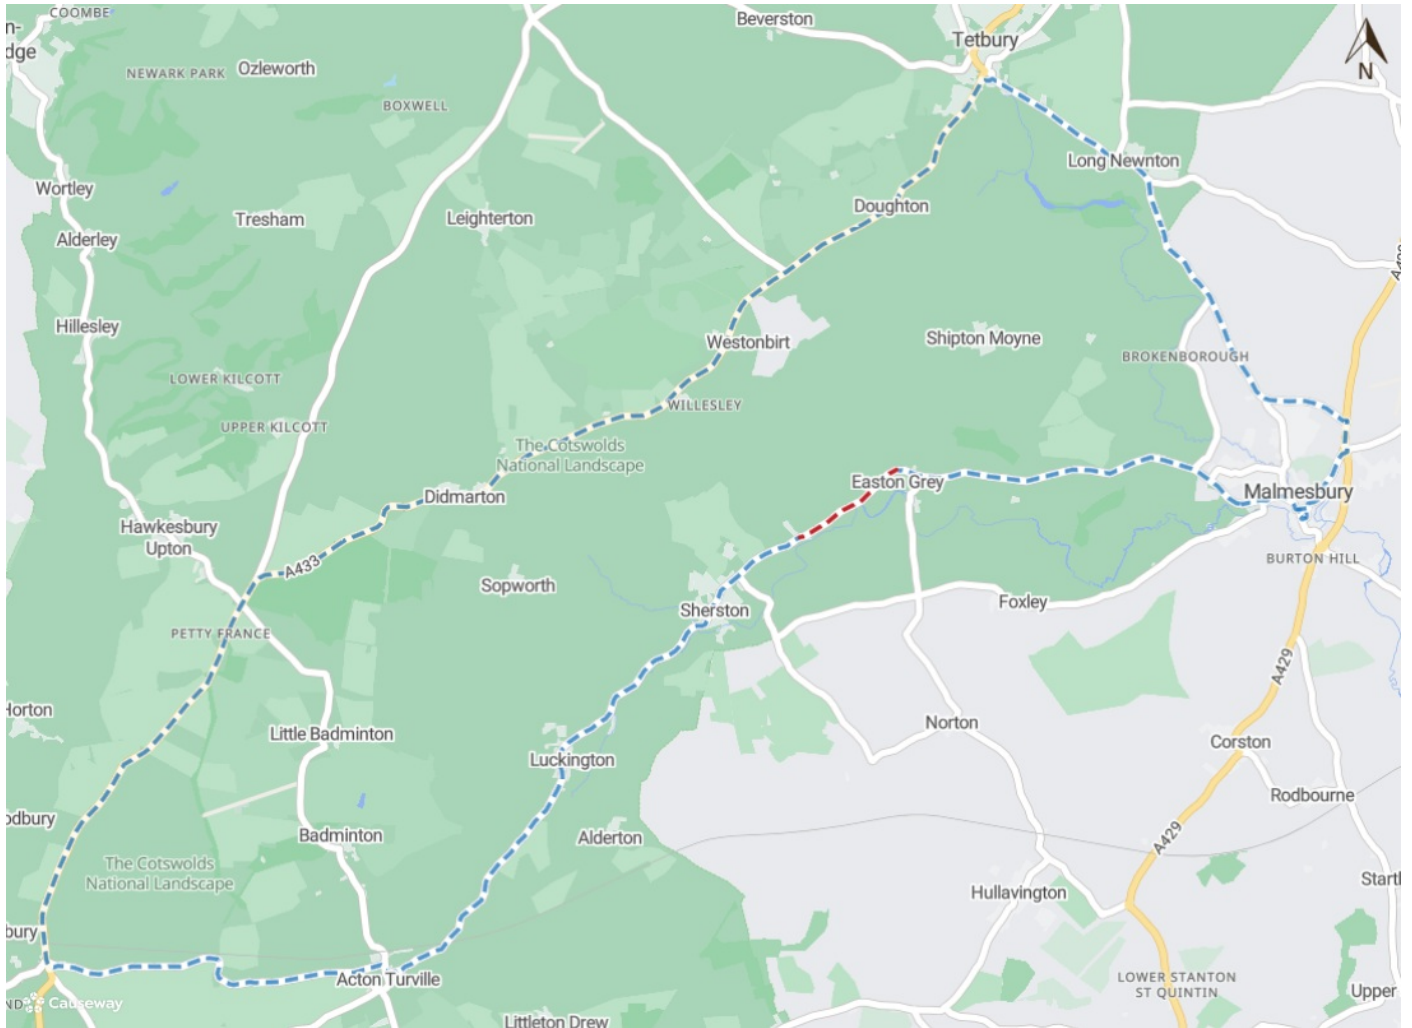 COOMBE
Beverston
Tetbury
NEWARK PARK
Ozleworth
BOXWELL
N
Long Newnton
Wortley
Tresham
Leighterton
Doughton
Alderley
Hillesley
Westonbirt
Shipton Moyne
BROKENBOROUGH
LOWER KILCOTT
WILLESLEY
UPPER KILCOTT
The Cotswolds
National Landscape
Easton Grey
Didmarton
Malmesbury
Hawkesbury
Upton
A433
BURTON HILL
Sopworth
Sherston
Foxley
PETTY FRANCE
A429
Horton
Little Badminton
Norton
Corston
Luckington
Rodbourne
Badminton
Alderton
A429
The Cotswolds
National Landscape
Hullavington
Acton Turville
LOWER STANTON
ST QUINTIN
Upper
Causeway
Littleton Drew